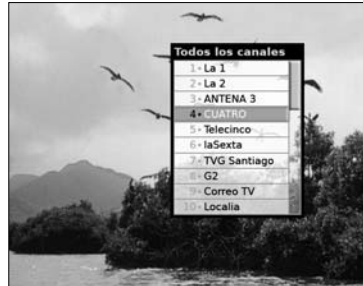 Todos los canales
1· La 1
2· La 2
3· ANTENA 3
4· CUATRO
5· Telecinco
6· laSexta
7· TVG Santiago
8· G2
9· Correo TV
10· Localia